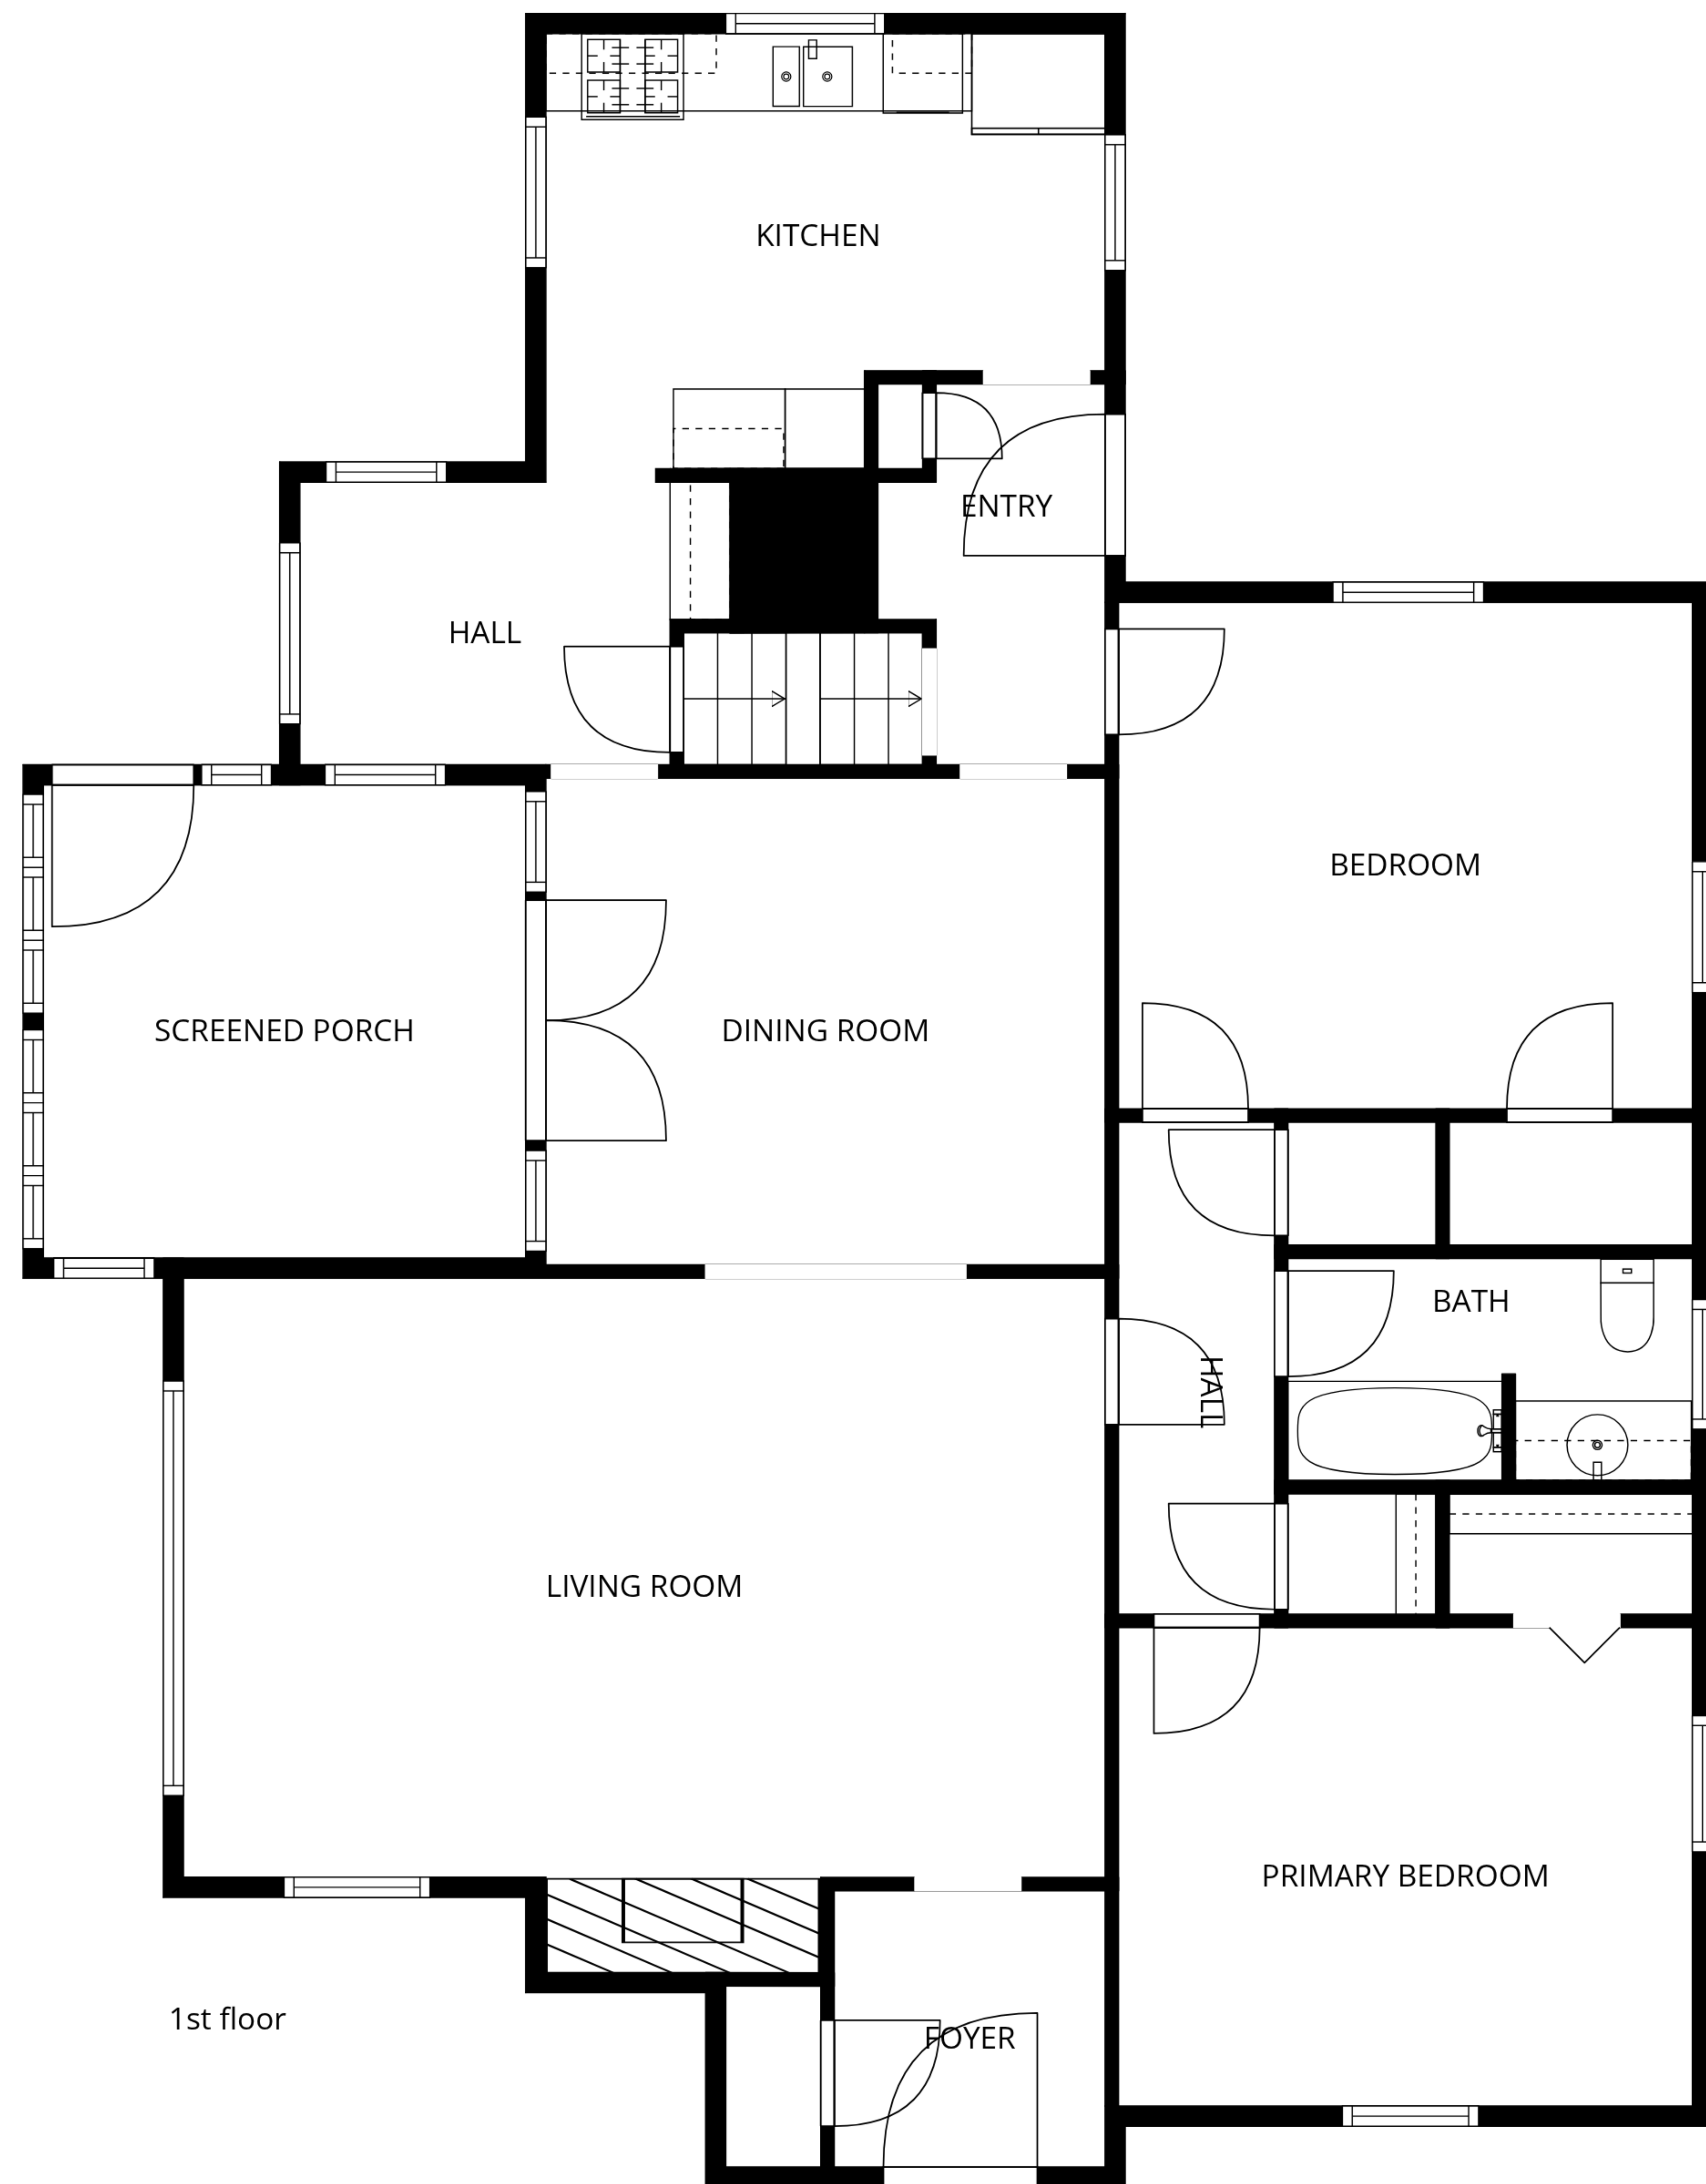 KITCHEN
ENTRY
HALL
BEDROOM
SCREENED PORCH
DINING ROOM
BATH
HALL
LIVING ROOM
PRIMARY BEDROOM
1st floor
FOYER